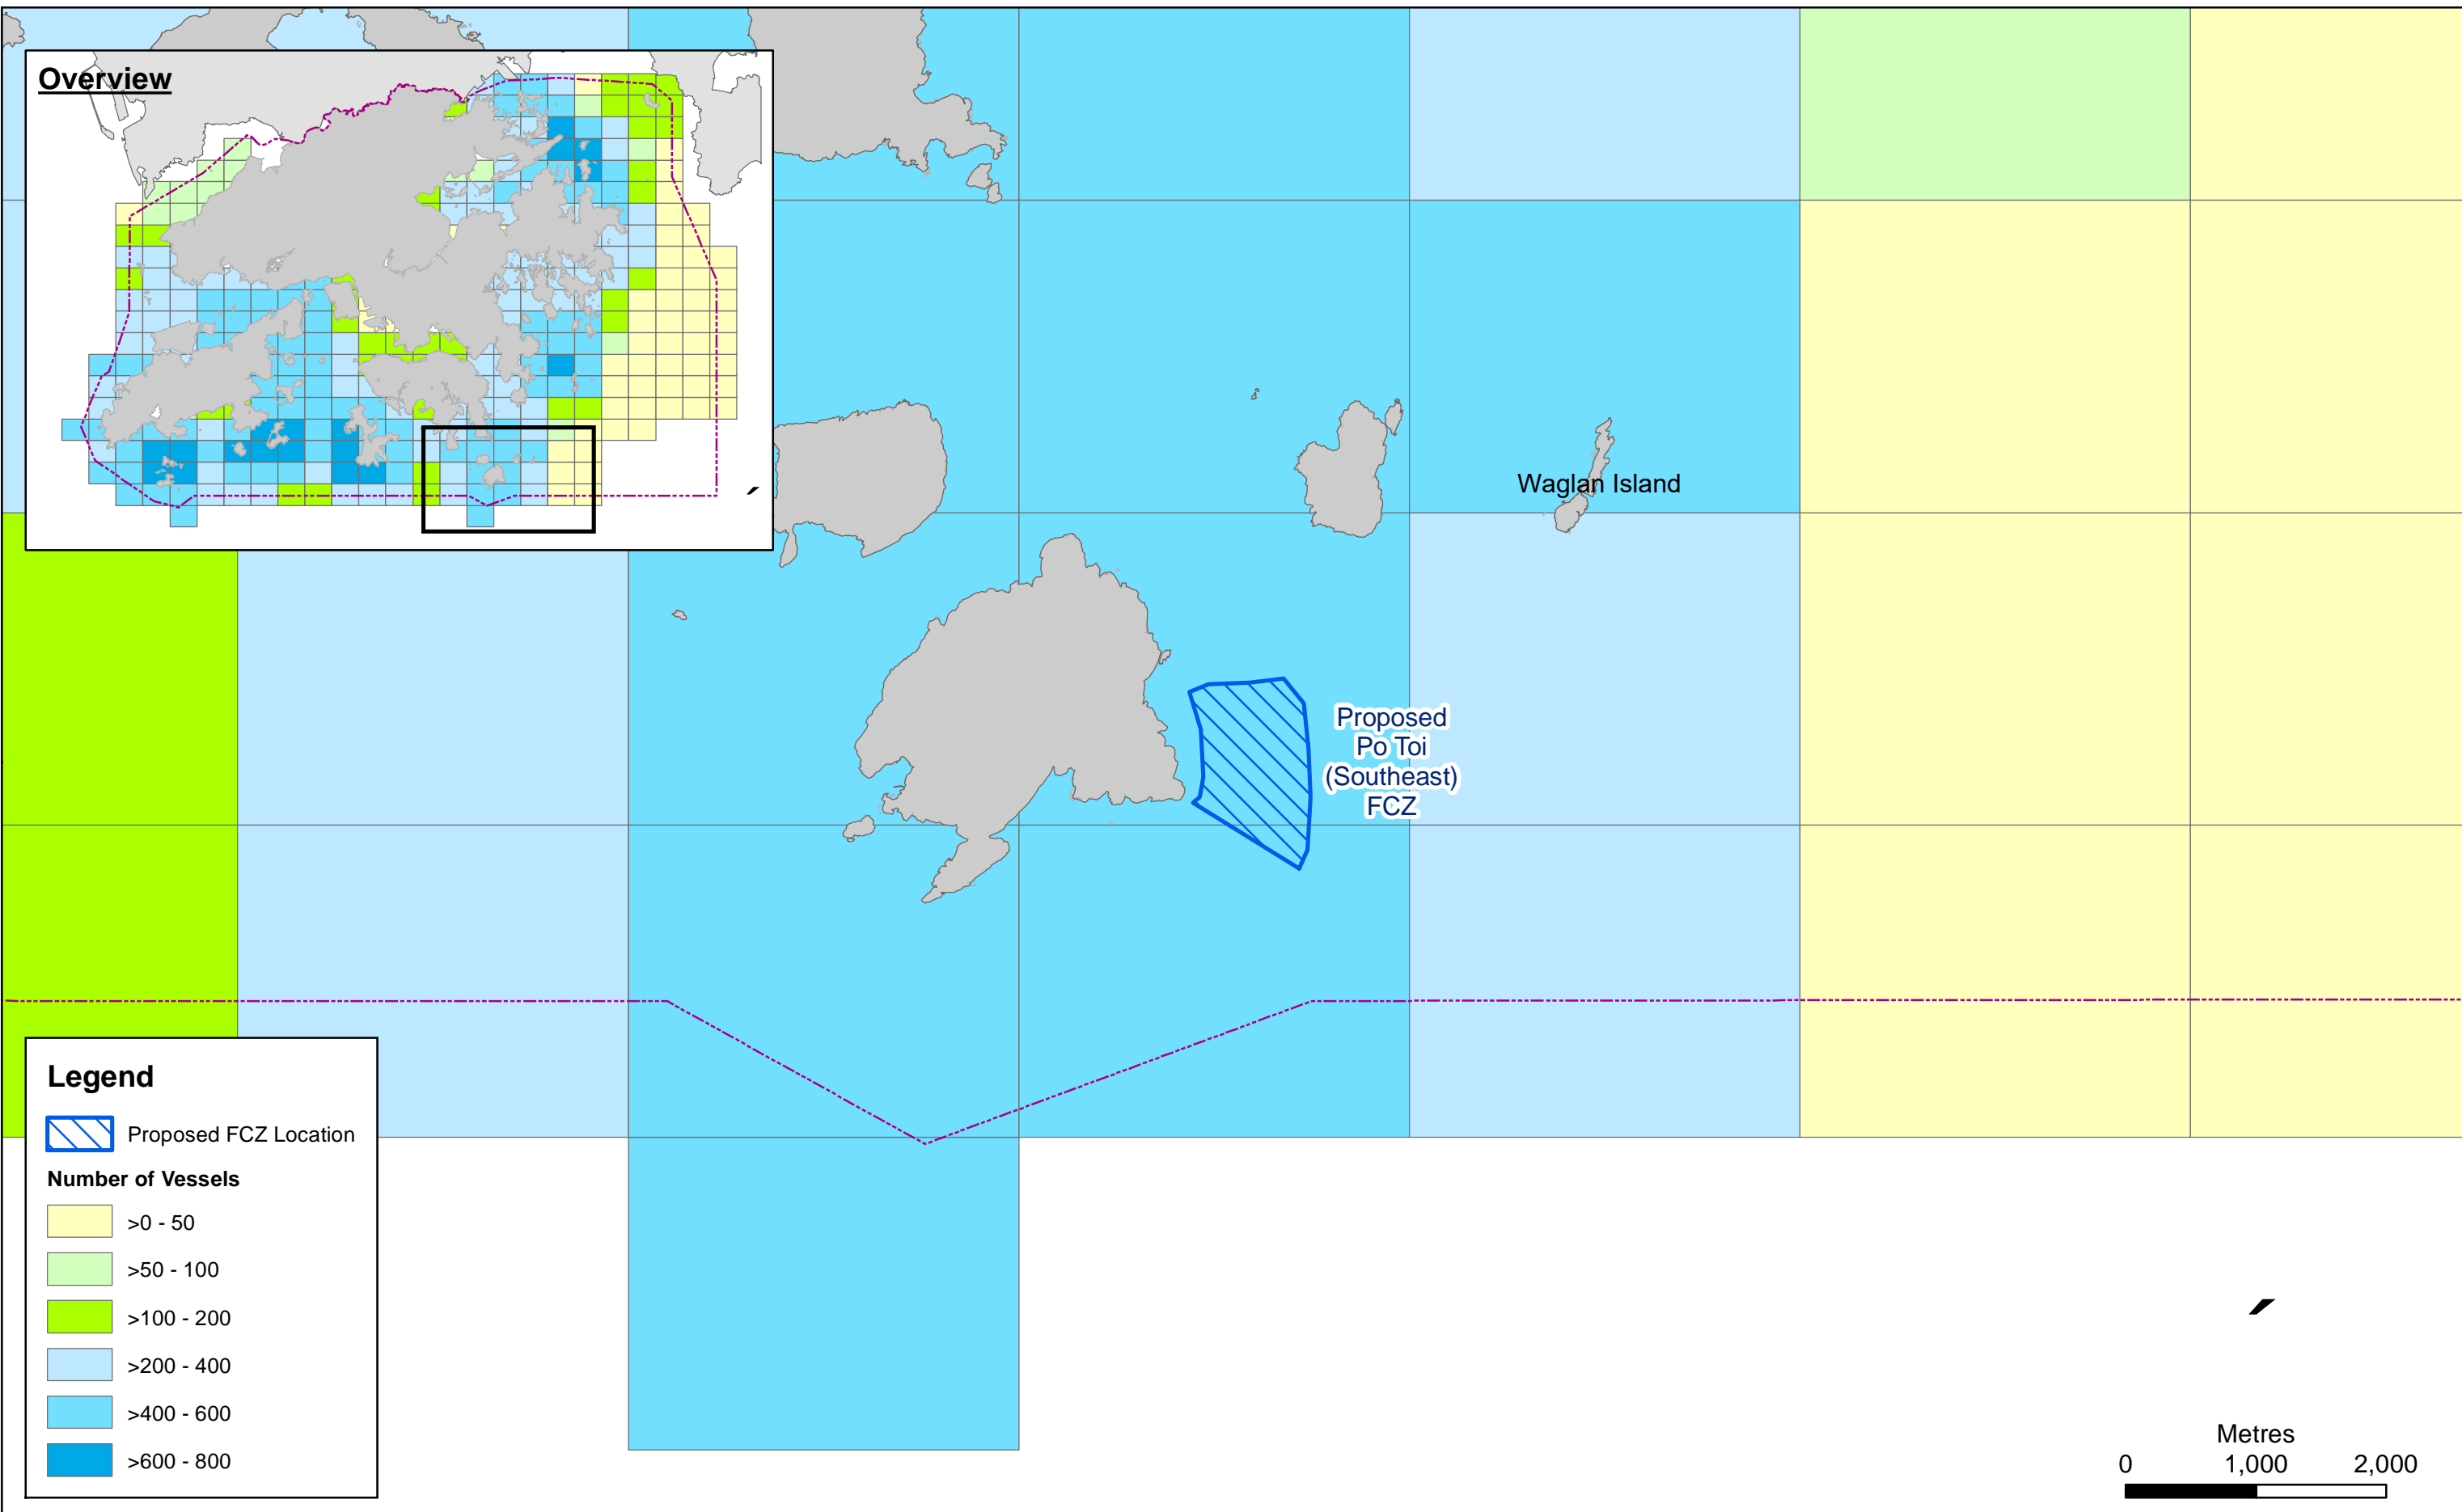 Overview
Waglan Island
Proposed
Po Toi
(Southeast)
FCZ
Legend
Proposed FCZ Location
Number of Vessels
>0 - 50
>50 - 100
>100 - 200
>200 - 400
>400 - 600
>600 - 800
Metres
0 1,000 2,000